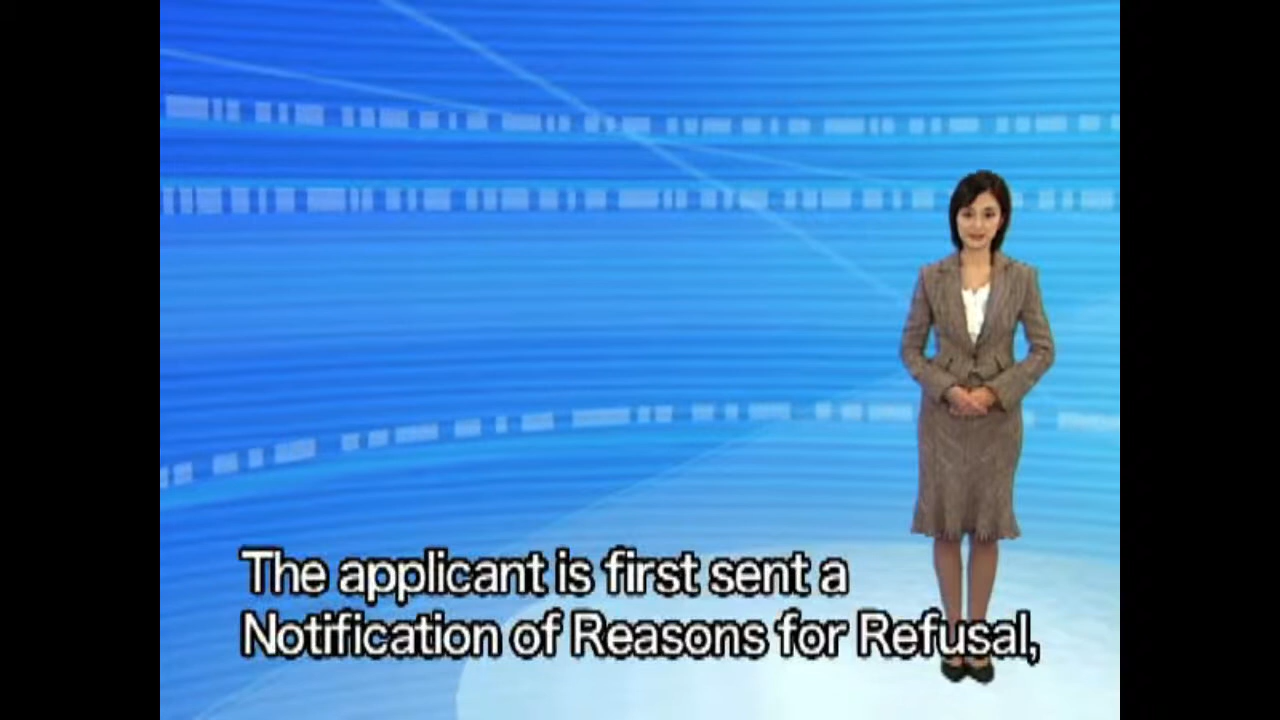 The applicant is first sent a
Notification of Reasons for Refusal,